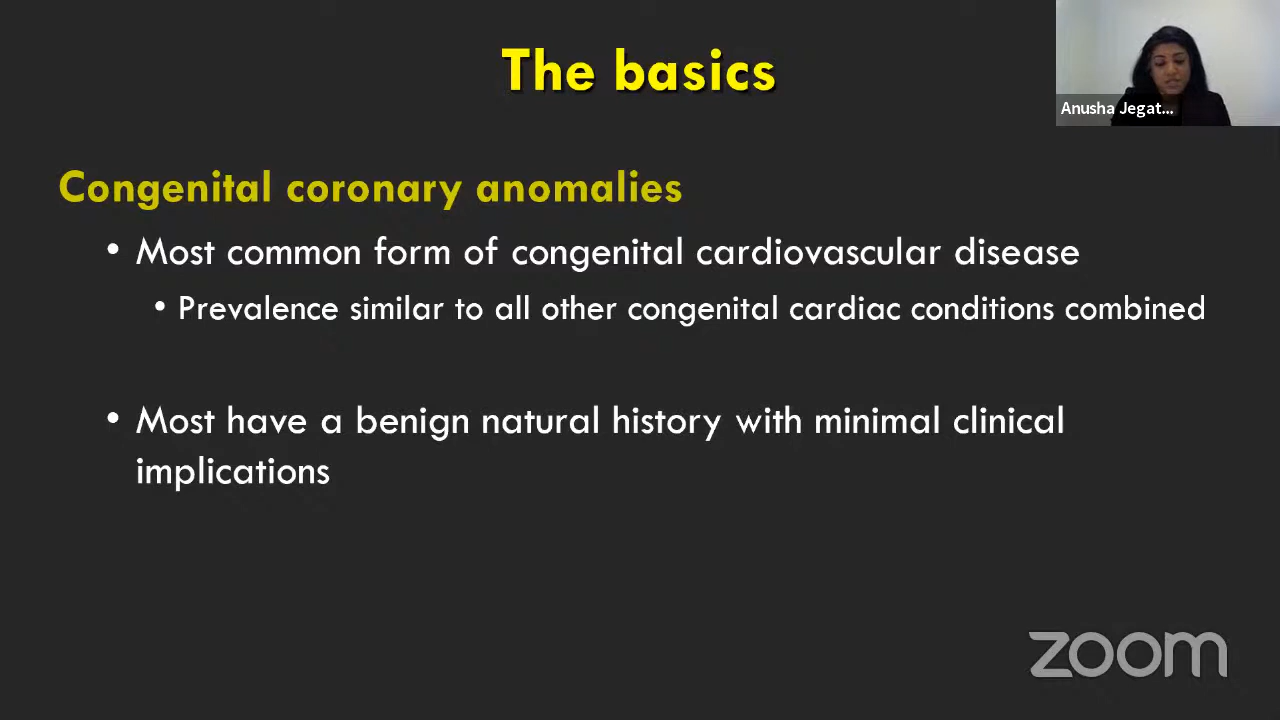 The basics
Anusha Jegat...
Congenital coronary anomalies
• Most common form of congenital cardiovascular disease
• Prevalence similar to all other congenital cardiac conditions combined
• Most have a benign natural history with minimal clinical
implications
zoom